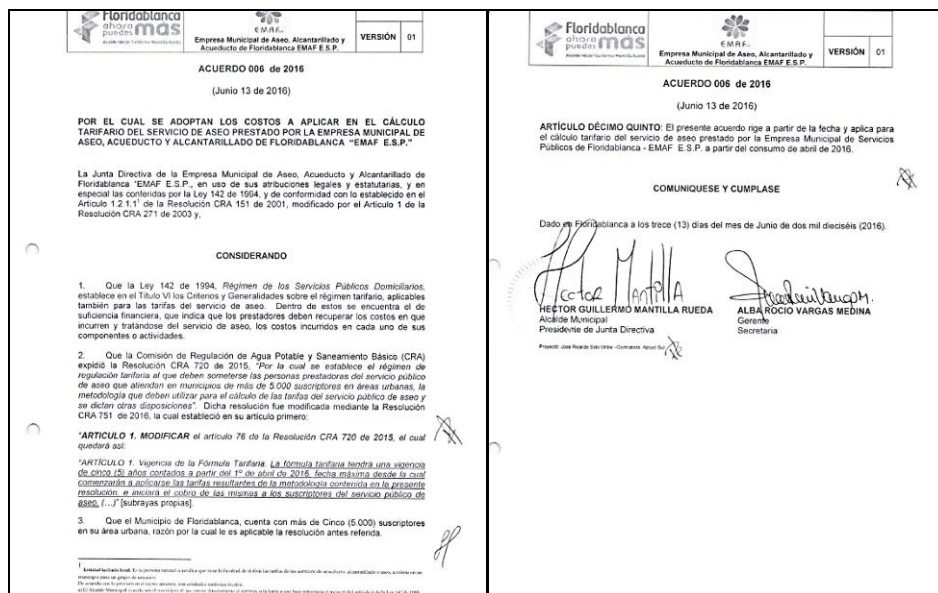 Floridablanca
ahora
puedes más
EMAF
Empresa Municipal de Aseo, Alcantarillado y
Acueducto de Floridablanca EMAF E.S.P.
VERSIÓN 01
ACUERDO 006 de 2016
(Junio 13 de 2016)
POR EL CUAL SE ADOPTAN LOS COSTOS A APLICAR EN EL CÁLCULO
TARIFARIO DEL SERVICIO DE ASEO PRESTADO POR LA EMPRESA MUNICIPAL DE
ASEO, ACUEDUCTO Y ALCANTARILLADO DE FLORIDABLANCA "EMAF E.S.P."
La Junta Directiva de la Empresa Municipal de Aseo, Acueducto y Alcantarillado de
Floridablanca "EMAF E.S.P., en uso de sus atribuciones legales y estatutarias, y en
especial las conferidas por la Ley 142 de 1994, y de conformidad con lo establecido en el
Artículo 1.2.1.1¹ de la Resolución CRA 151 de 2001, modificado por el Artículo 1 de la
Resolución CRA 271 de 2003 y,
CONSIDERANDO
1. Que la Ley 142 de 1994, Régimen de los Servicios Públicos Domiciliarios,
establece en el Título VI los Criterios y Generalidades sobre el régimen tarifario, aplicables
también para las tarifas del servicio de aseo. Dentro de estos se encuentra el de
suficiencia financiera, que indica que los prestadores deben recuperar los costos en que
incurren y tratándose del servicio de aseo, los costos incurridos en cada uno de sus
componentes o actividades.
2. Que la Comisión de Regulación de Agua Potable y Saneamiento Básico (CRA)
expidió la Resolución CRA 720 de 2015, "Por la cual se establece el régimen de
regulación tarifaria al que deben someterse las personas prestadoras del servicio público
de aseo que atiendan en municipios de más de 5.000 suscriptores en áreas urbanas, la
metodología que deben utilizar para el cálculo de las tarifas del servicio público de aseo y
se dictan otras disposiciones". Dicha resolución fue modificada mediante la Resolución
CRA 751 de 2016, la cual estableció en su artículo primero:
"ARTICULO 1. MODIFICAR el artículo 76 de la Resolución CRA 720 de 2015, el cual
quedará así:
"ARTÍCULO 1. Vigencia de la Fórmula Tarifaria. La fórmula tarifaria tendrá una vigencia
de cinco (5) años contados a partir del 1º de abril de 2016, fecha máxima desde la cual
comenzarán a aplicarse las tarifas resultantes de la metodología contenida en la presente
resolución, e iniciará el cobro de las mismas a los suscriptores del servicio público de
aseo. (…)" [subrayas propias].
3. Que el Municipio de Floridablanca, cuenta con más de Cinco (5.000) suscriptores
en su área urbana, razón por la cual le es aplicable la resolución antes referida.
Floridablanca
ahora
puedes más
EMAF
Empresa Municipal de Aseo, Alcantarillado y
Acueducto de Floridablanca EMAF E.S.P.
VERSIÓN 01
ACUERDO 006 de 2016
(Junio 13 de 2016)
ARTÍCULO DÉCIMO QUINTO: El presente acuerdo rige a partir de la fecha y aplica para
el cálculo tarifario del servicio de aseo prestado por la Empresa Municipal de Servicios
Públicos de Floridablanca - EMAF E.S.P. a partir del consumo de abril de 2016.
COMUNIQUESE Y CUMPLASE
Dado en Floridablanca a los trece (13) días del mes de Junio de dos mil dieciséis (2016).
Hector Mantilla
HÉCTOR GUILLERMO MANTILLA RUEDA
Alcalde Municipal
Presidente de Junta Directiva
ALBA ROCIO VARGAS MEDINA
Gerente
Secretaria